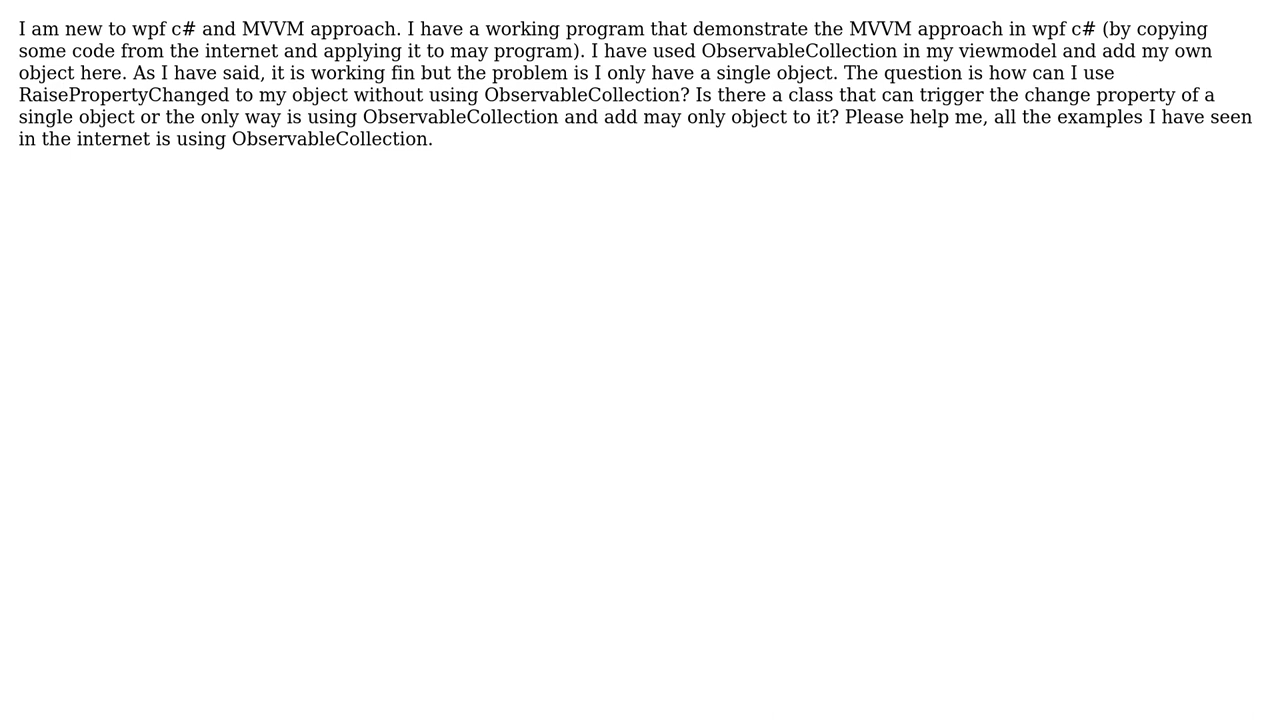 I am new to wpf c# and MVVM approach. I have a working program that demonstrate the MVVM approach in wpf c# (by copying
some code from the internet and applying it to may program). I have used ObservableCollection in my viewmodel and add my own
object here. As I have said, it is working fin but the problem is I only have a single object. The question is how can I use
RaisePropertyChanged to my object without using ObservableCollection? Is there a class that can trigger the change property of a
single object or the only way is using ObservableCollection and add may only object to it? Please help me, all the examples I have seen
in the internet is using ObservableCollection.